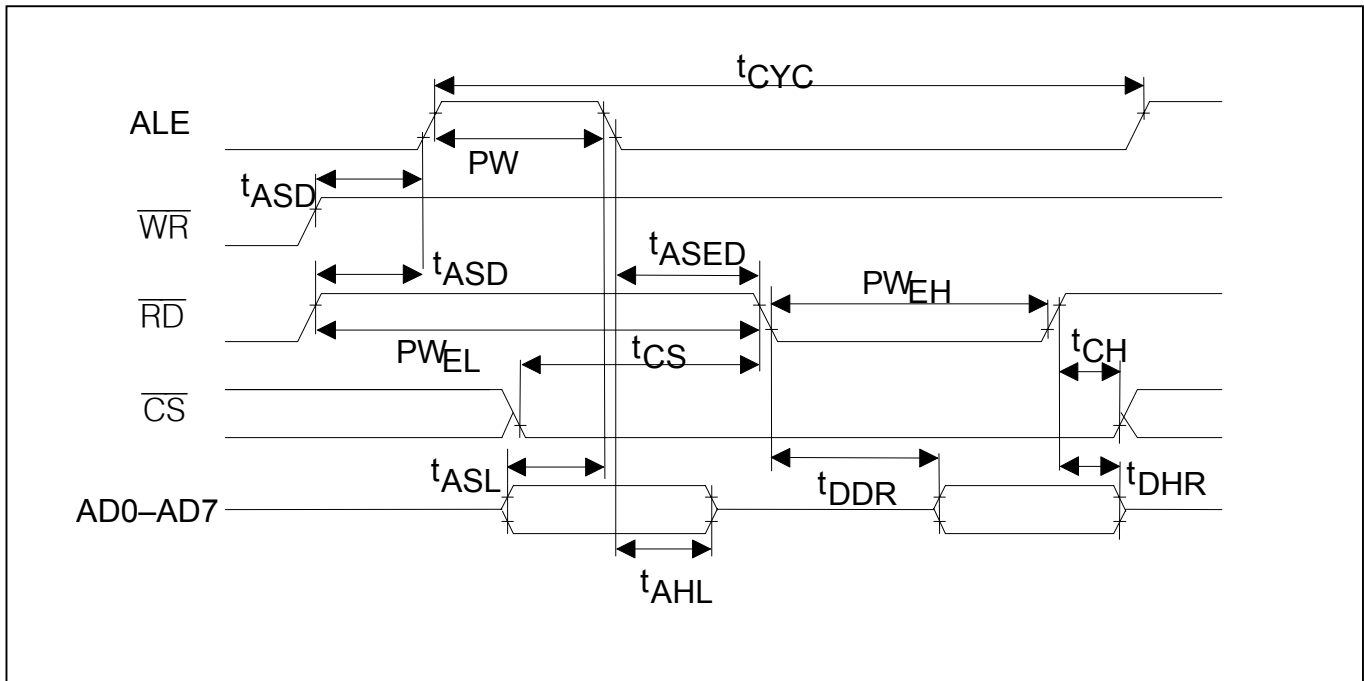 tCYC
ALE
PW
tASD
WR
tASED
tASD
PWEH
RD
tCS
PWEL
tCH
CS
tASL
tDDR
tDHR
AD0–AD7
tAHL